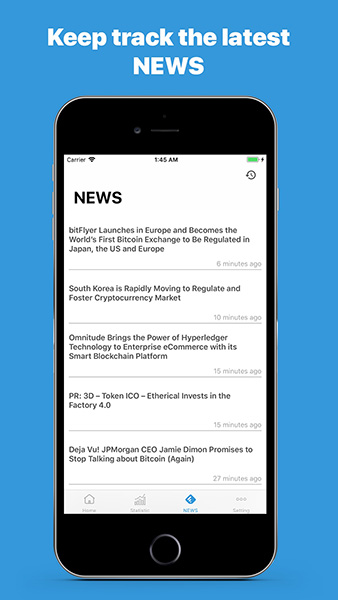 Keep track the latest
NEWS
Carrier
1:45 AM
NEWS
bitFlyer Launches in Europe and Becomes the
World's First Bitcoin Exchange to Be Regulated in
Japan, the US and Europe
6 minutes ago
South Korea is Rapidly Moving to Regulate and
Foster Cryptocurrency Market
10 minutes ago
Omnitude Brings the Power of Hyperledger
Technology to Enterprise eCommerce with its
Smart Blockchain Platform
15 minutes ago
PR: 3D – Token ICO – Etherical Invests in the
Factory 4.0
15 minutes ago
Deja Vu! JPMorgan CEO Jamie Dimon Promises to
Stop Talking about Bitcoin (Again)
27 minutes ago
Home
NEWS
Setting